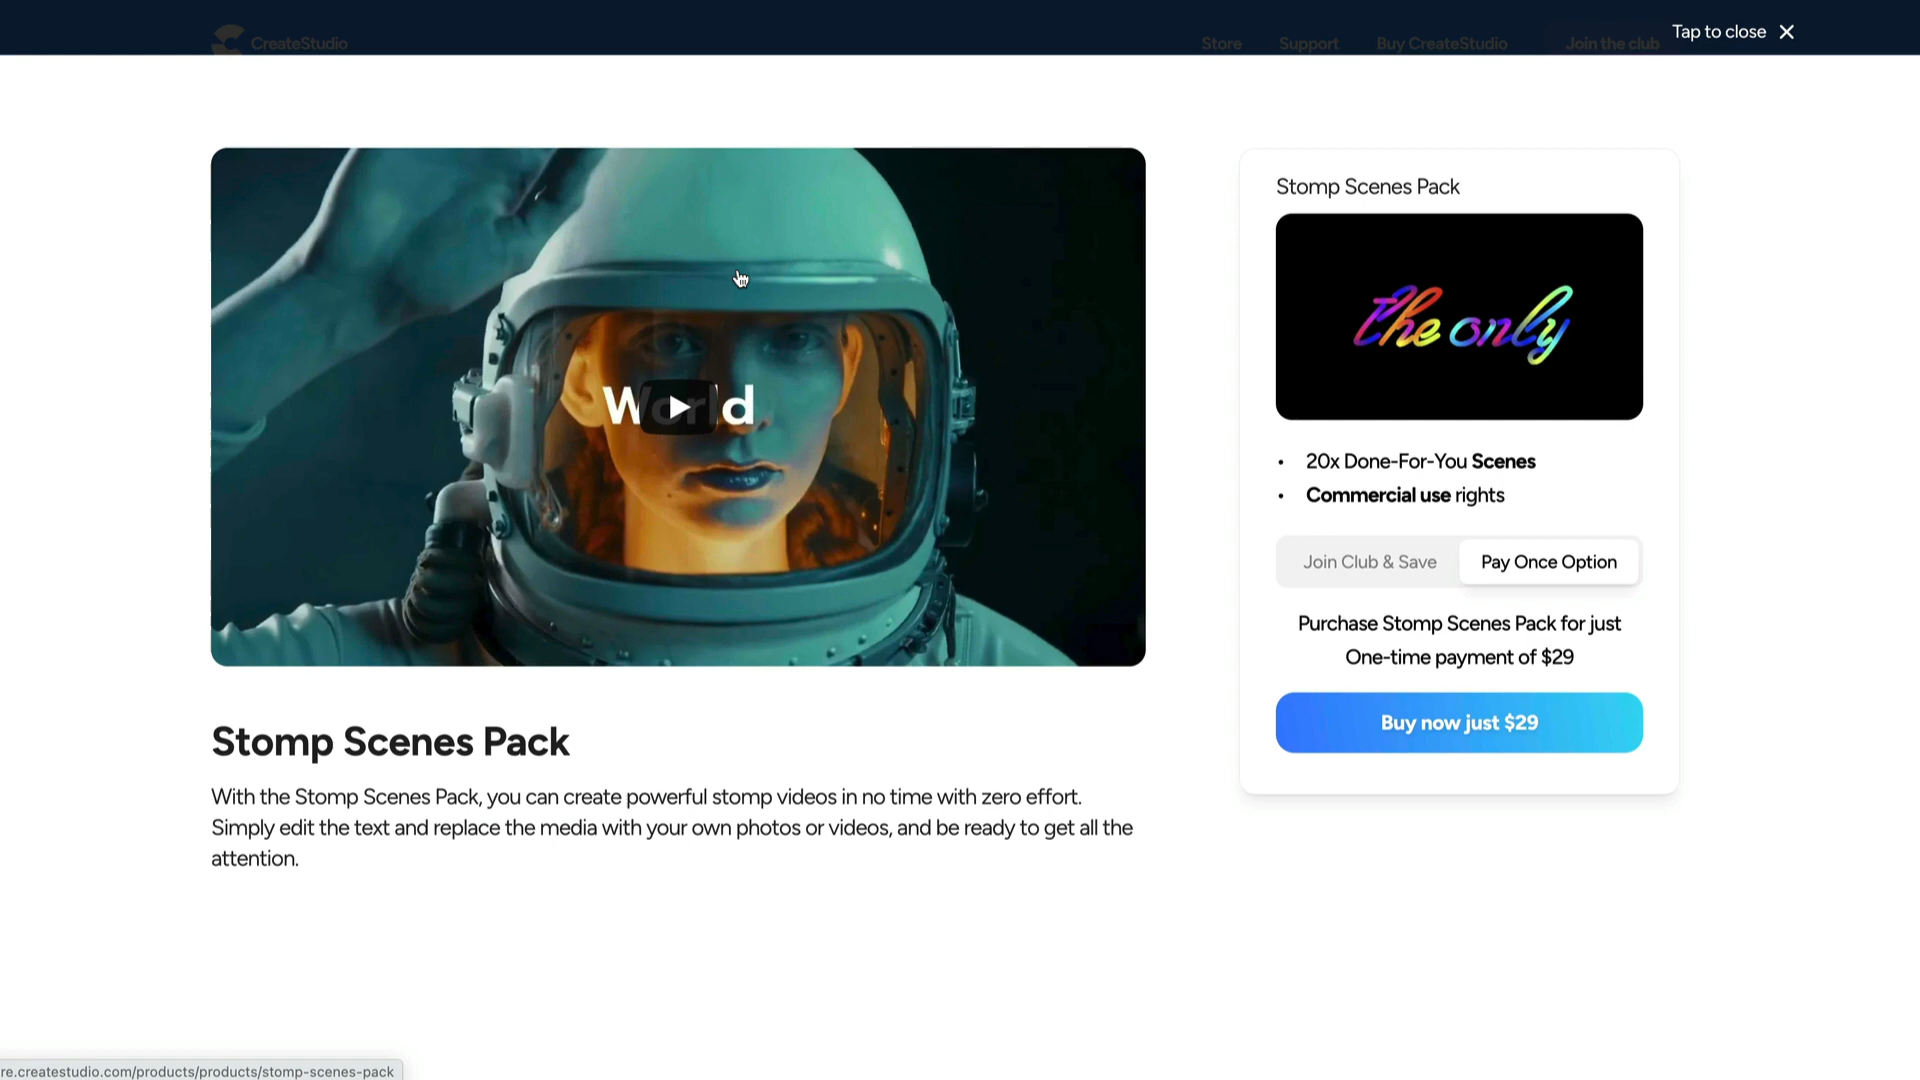 CreateStudio
Store
Support
Buy CreateStudio
Join the club
Tap to close
World
Stomp Scenes Pack
the only
• 20x Done-For-You Scenes
• Commercial use rights
Join Club & Save
Pay Once Option
Purchase Stomp Scenes Pack for just
One-time payment of $29
Buy now just $29
Stomp Scenes Pack
With the Stomp Scenes Pack, you can create powerful stomp videos in no time with zero effort.
Simply edit the text and replace the media with your own photos or videos, and be ready to get all the
attention.
re.createstudio.com/products/products/stomp-scenes-pack